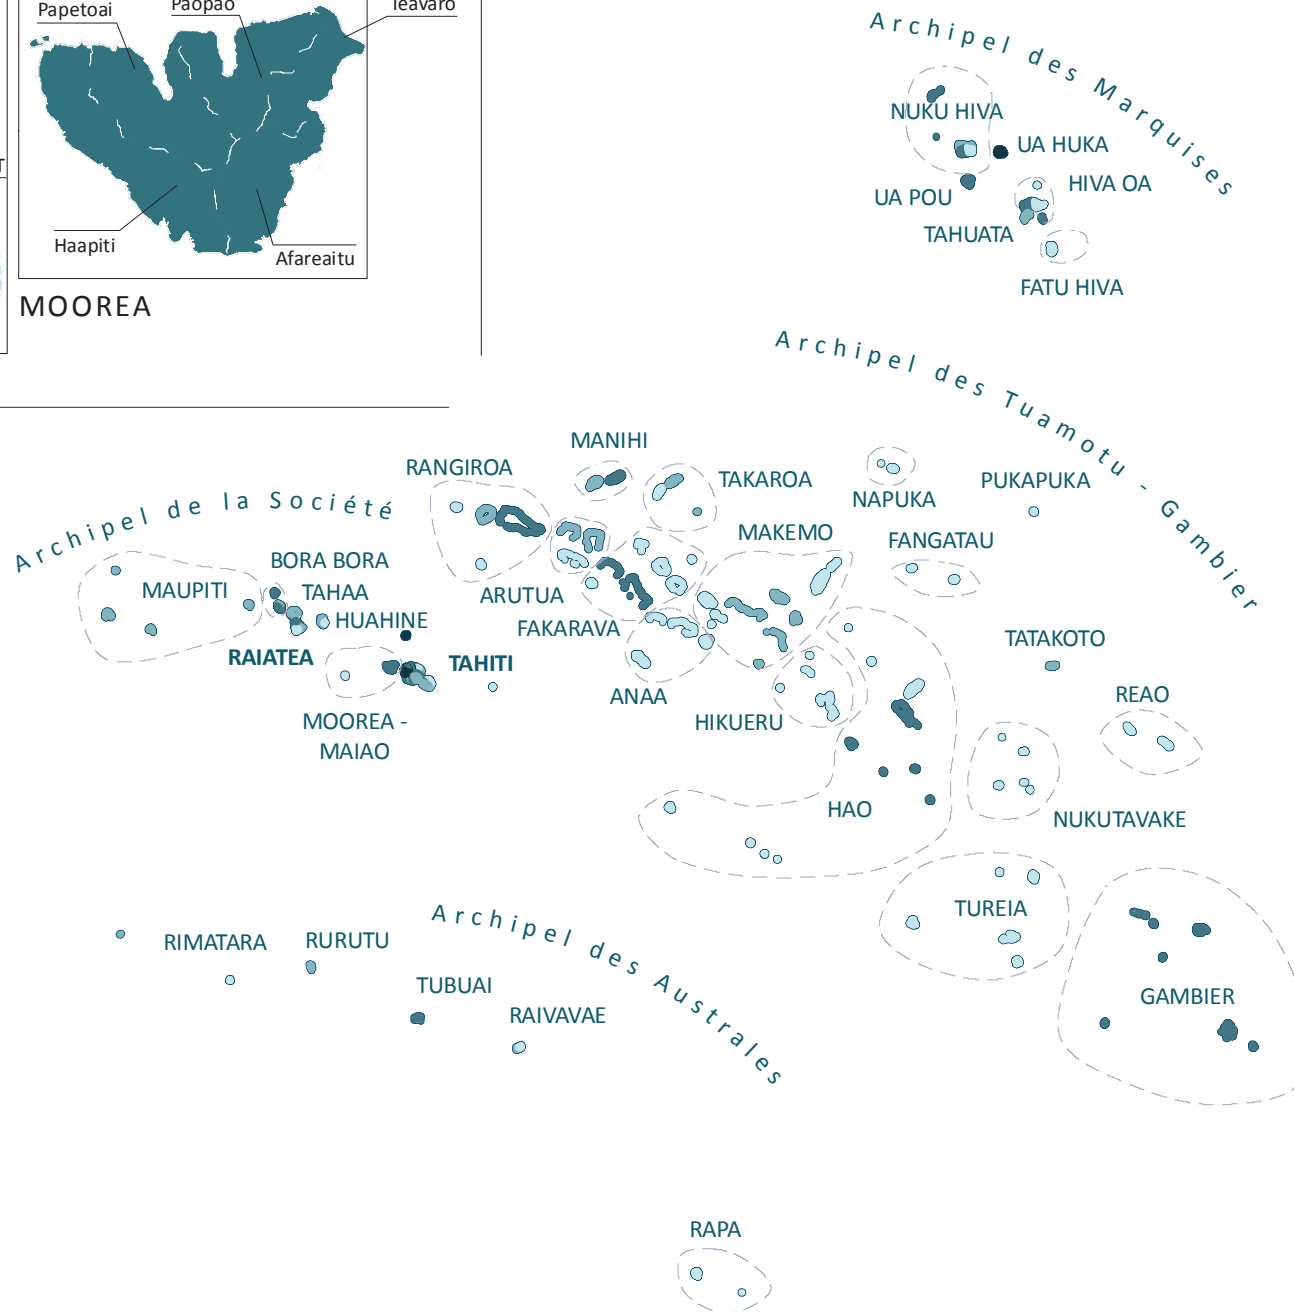 Papetoai
Paopao
Teavaro
Haapiti
Afareaitu
MOOREA
Archipel des Marquises
NUKU HIVA
UA HUKA
HIVA OA
UA POU
TAHUATA
FATU HIVA
Archipel des Tuamotu - Gambier
MANIHI
RANGIROA
TAKAROA
NAPUKA
PUKAPUKA
Archipel de la Société
MAKEMO
FANGATAU
BORA BORA
MAUPITI
TAHAA
ARUTUA
HUAHINE
FAKARAVA
TATAKOTO
RAIATEA
TAHITI
ANAA
REAO
MOOREA -
MAIAO
HIKUERU
HAO
NUKUTAVAKE
TUREIA
Archipel des Australes
RIMATARA
RURUTU
TUBUAI
GAMBIER
RAIVAVAE
RAPA